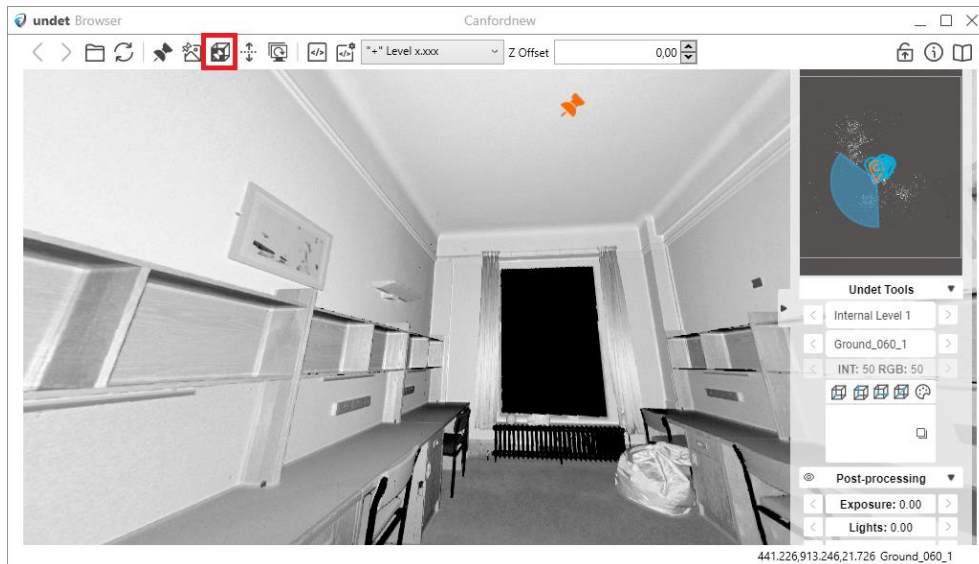 undet Browser
Canfordnew
"+" Level x.xxx
Z Offset
0,00
Undet Tools
Internal Level 1
Ground_060_1
INT: 50 RGB: 50
Post-processing
Exposure: 0.00
Lights: 0.00
441.226,913.246,21.726 Ground_060_1